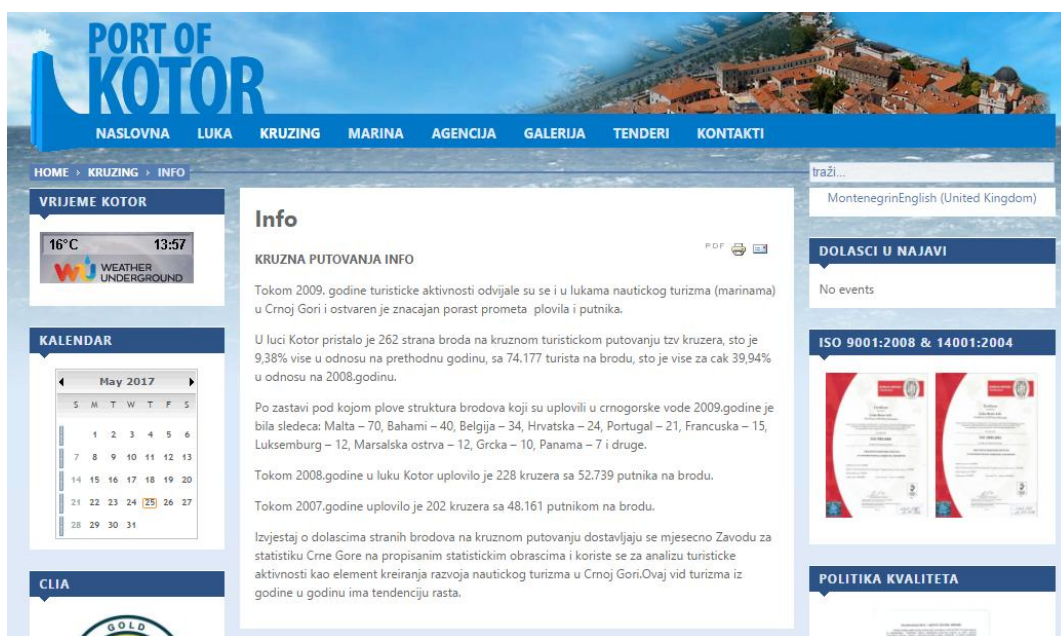 PORT OF
KOTOR
NASLOVNA LUKA KRUZING MARINA AGENCIJA GALERIJA TENDERI KONTAKTI
HOME › KRUZING › INFO
traži...
MontenegrinEnglish (United Kingdom)
VRIJEME KOTOR
16°C 13:57
WU WEATHER
UNDERGROUND
KALENDAR
May 2017
S M T W T F S
1 2 3 4 5 6
7 8 9 10 11 12 13
14 15 16 17 18 19 20
21 22 23 24 25 26 27
28 29 30 31
CLIA
GOLD
Info
PDF
KRUZNA PUTOVANJA INFO
Tokom 2009. godine turisticke aktivnosti odvijale su se i u lukama nautickog turizma (marinama)
u Crnoj Gori i ostvaren je znacajan porast prometa plovila i putnika.
U luci Kotor pristalo je 262 strana broda na kruznom turistickom putovanju tzv kruzera, sto je
9,38% vise u odnosu na prethodnu godinu, sa 74.177 turista na brodu, sto je vise za cak 39,94%
u odnosu na 2008.godinu.
Po zastavi pod kojom plove struktura brodova koji su uplovili u crnogorske vode 2009.godine je
bila sledeca: Malta – 70, Bahami – 40, Belgija – 34, Hrvatska – 24, Portugal – 21, Francuska – 15,
Luksemburg – 12, Marsalska ostrva – 12, Grcka – 10, Panama – 7 i druge.
Tokom 2008.godine u luku Kotor uplovilo je 228 kruzera sa 52.739 putnika na brodu.
Tokom 2007.godine uplovilo je 202 kruzera sa 48.161 putnikom na brodu.
Izvjestaj o dolascima stranih brodova na kruznom putovanju dostavljaju se mjesecno Zavodu za
statistiku Crne Gore na propisanim statistickim obrascima i koriste se za analizu turisticke
aktivnosti kao element kreiranja razvoja nautickog turizma u Crnoj Gori.Ovaj vid turizma iz
godine u godinu ima tendenciju rasta.
DOLASCI U NAJAVI
No events
ISO 9001:2008 & 14001:2004
POLITIKA KVALITETA